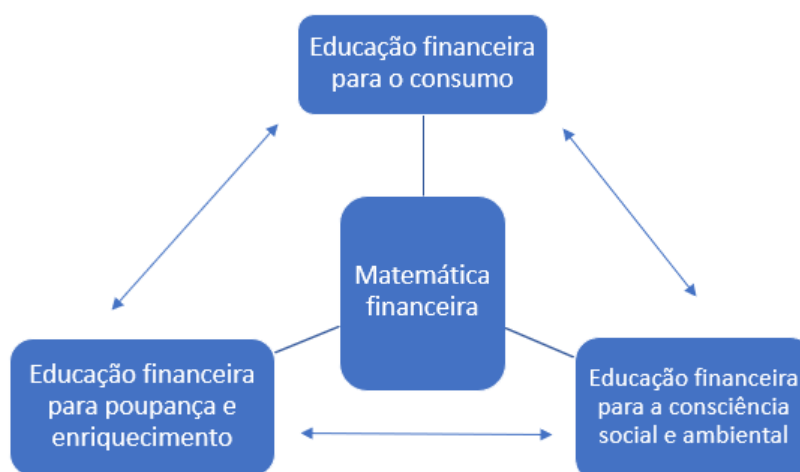 Educação financeira
para o consumo
Matemática
financeira
Educação financeira
para poupança e
enriquecimento
Educação financeira
para a consciência
social e ambiental